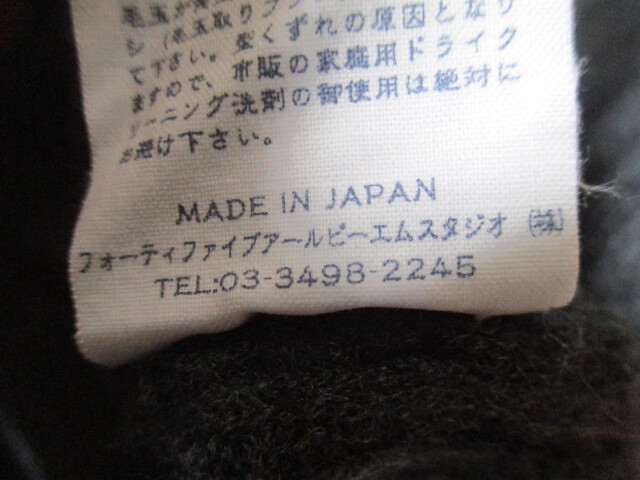 毛玉が
シ（毛玉取りブラ
て下さい。型くずれの原因となり
ますので、市販の家庭用ドライク
リーニング洗剤の御使用は絶対に
お避け下さい。
MADE IN JAPAN
フォーティファイブアールピーエムスタジオ（株）
TEL:03-3498-2245